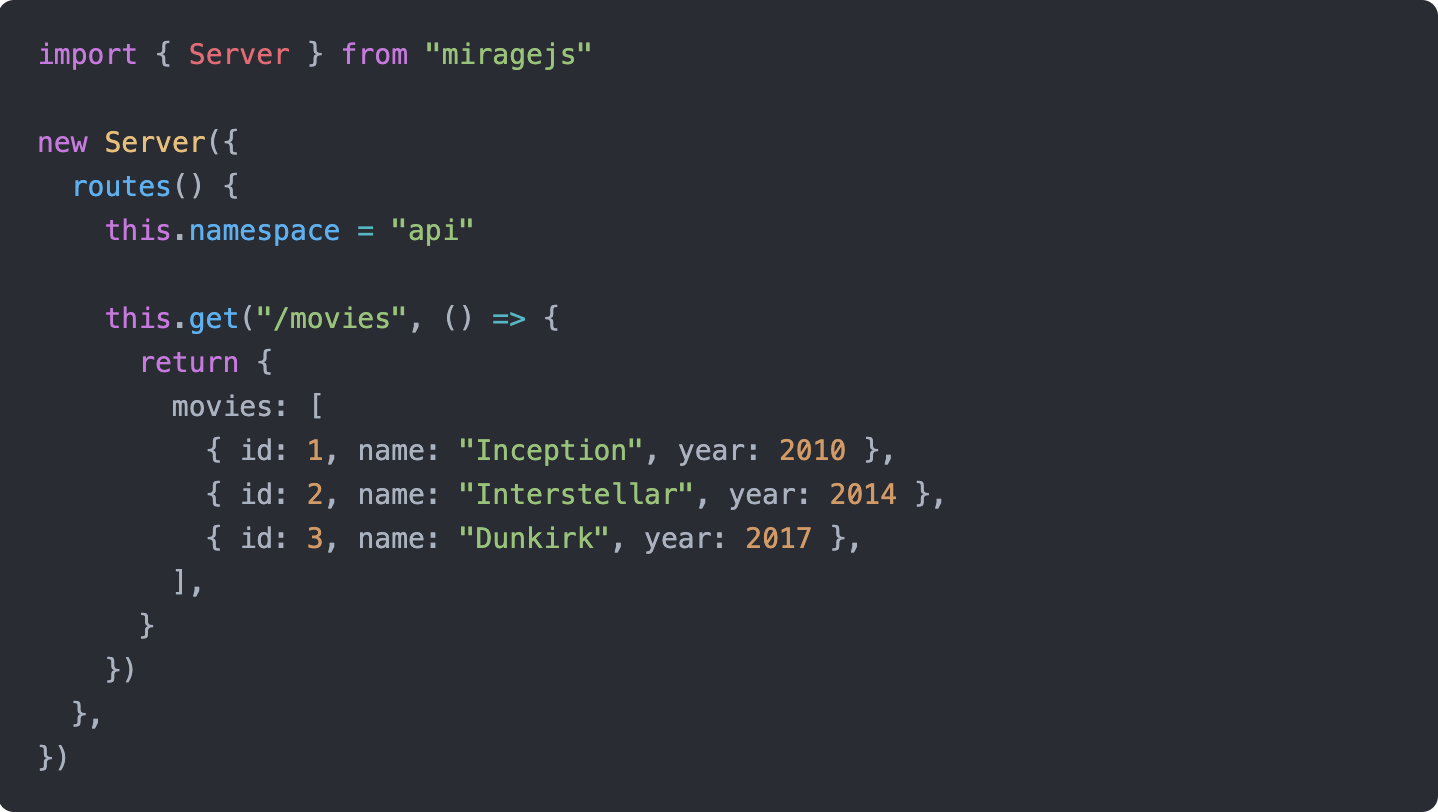 import { Server } from "miragejs"

new Server({
  routes() {
    this.namespace = "api"

    this.get("/movies", () => {
      return {
        movies: [
          { id: 1, name: "Inception", year: 2010 },
          { id: 2, name: "Interstellar", year: 2014 },
          { id: 3, name: "Dunkirk", year: 2017 },
        ],
      }
    })
  },
})